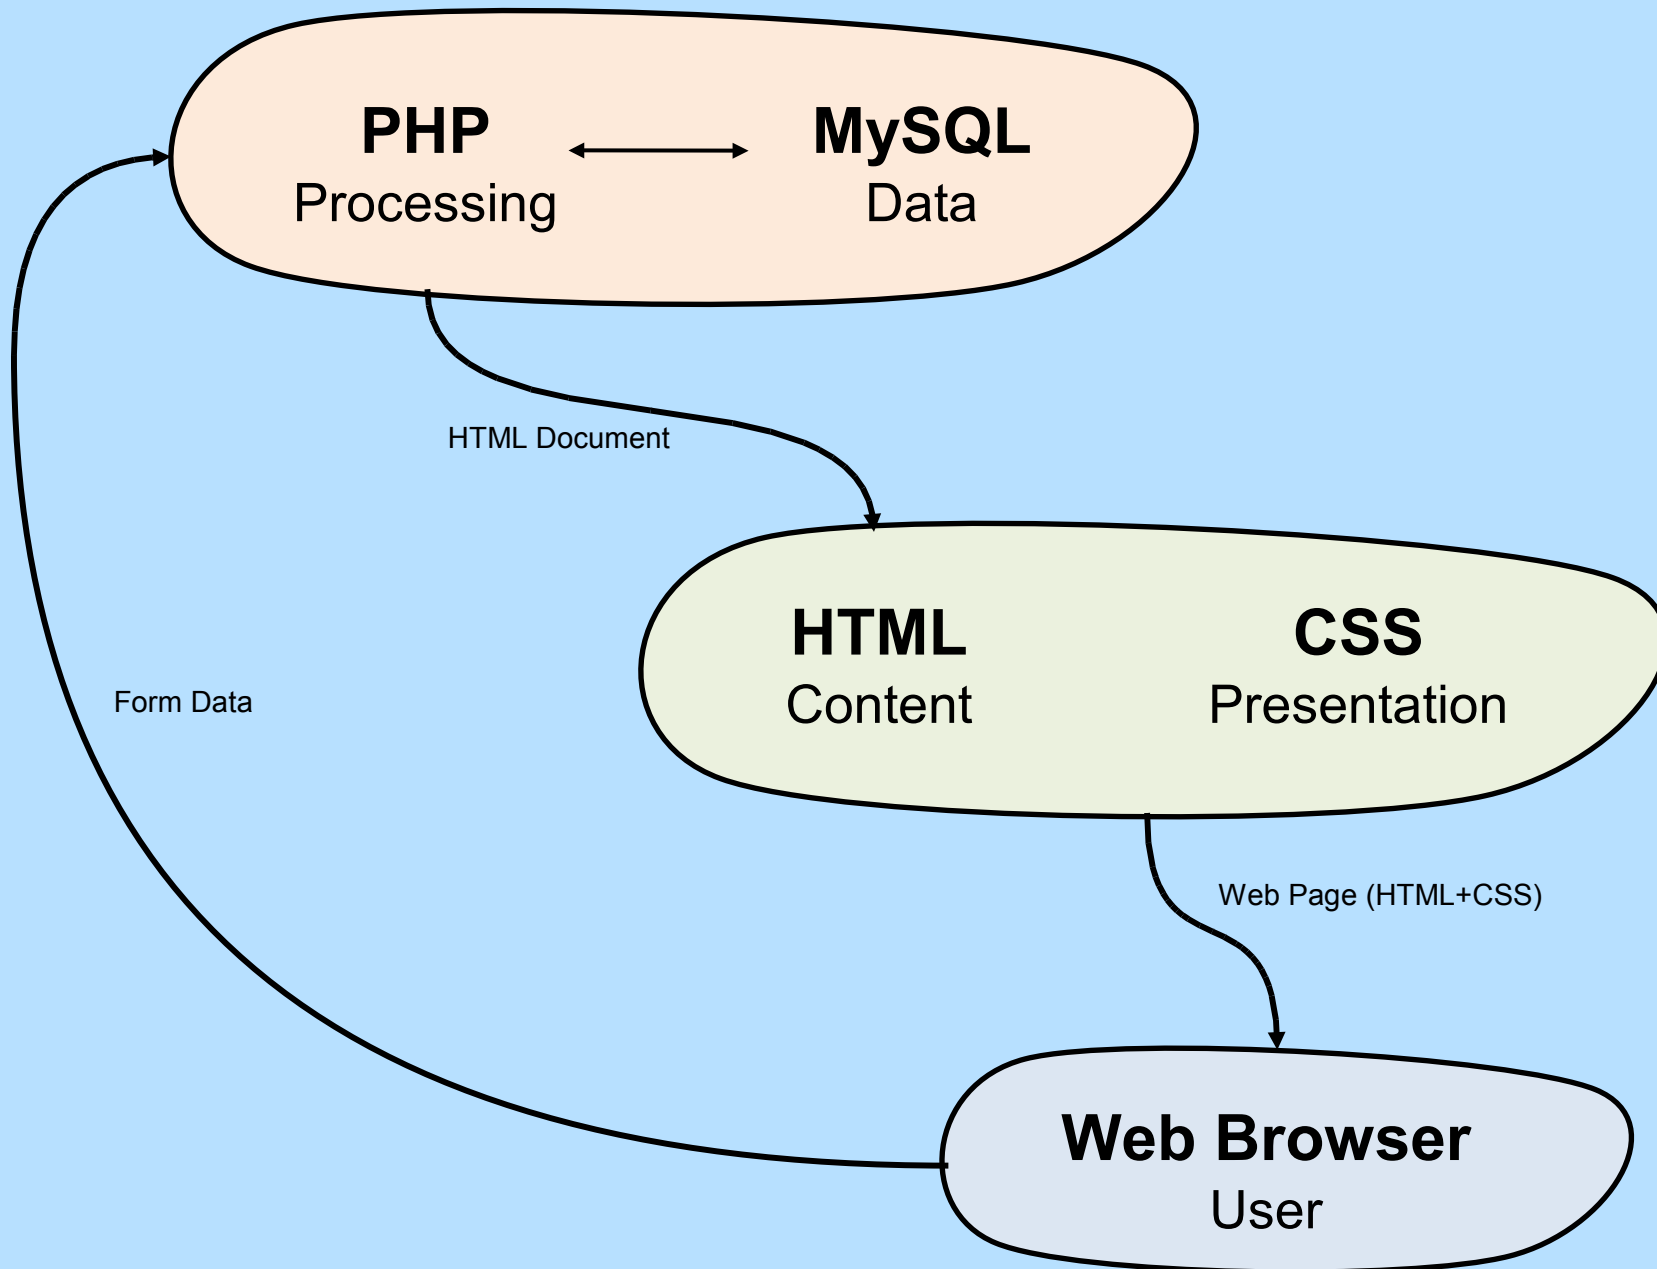 PHP
Processing
MySQL
Data
HTML Document
HTML
Content
CSS
Presentation
Form Data
Web Page (HTML+CSS)
Web Browser
User